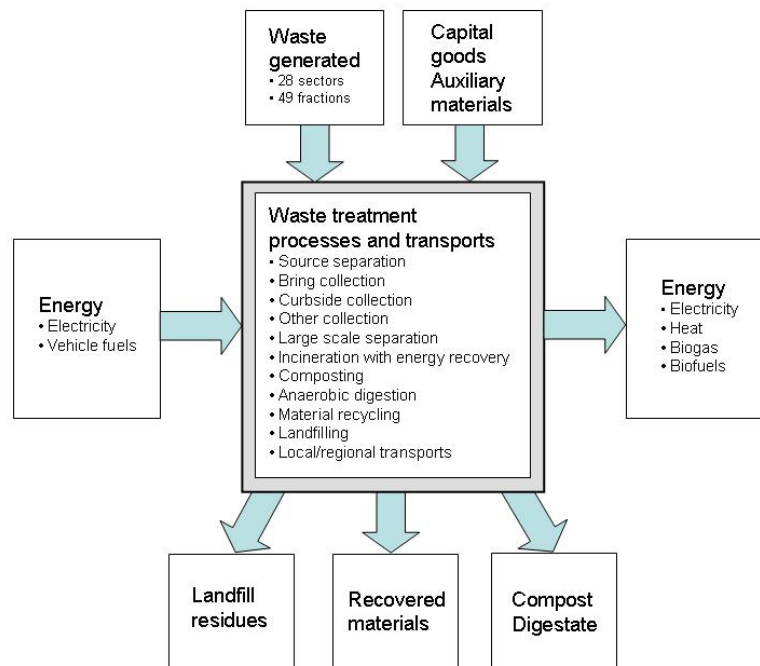 Waste
generated
• 28 sectors
• 49 fractions
Capital
goods
Auxiliary
materials
Waste treatment
processes and transports
• Source separation
• Bring collection
• Curbside collection
• Other collection
• Large scale separation
• Incineration with energy recovery
• Composting
• Anaerobic digestion
• Material recycling
• Landfilling
• Local/regional transports
Energy
• Electricity
• Vehicle fuels
Energy
• Electricity
• Heat
• Biogas
• Biofuels
Landfill
residues
Recovered
materials
Compost
Digestate